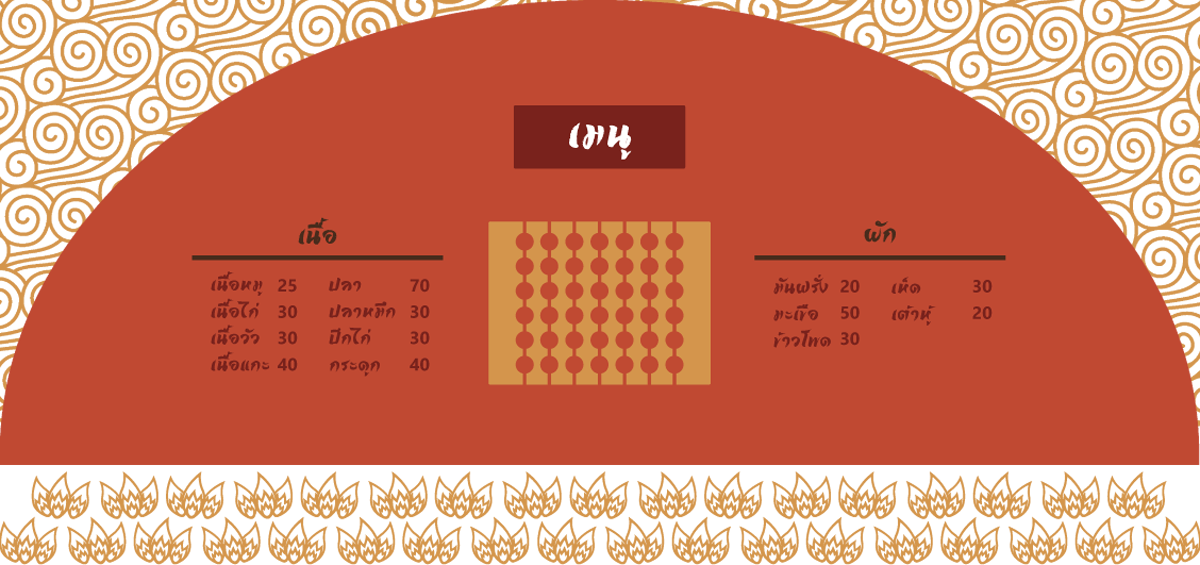 เมนู
เนื้อ
เนื้อหมู 25 ปลา 70
เนื้อไก่ 30 ปลาหมึก 30
เนื้อวัว 30 ปีกไก่ 30
เนื้อแกะ 40 กระดูก 40
ผัก
มันฝรั่ง 20 เห็ด 30
มะเขือ 50 เต้าหู้ 20
ข้าวโพด 30